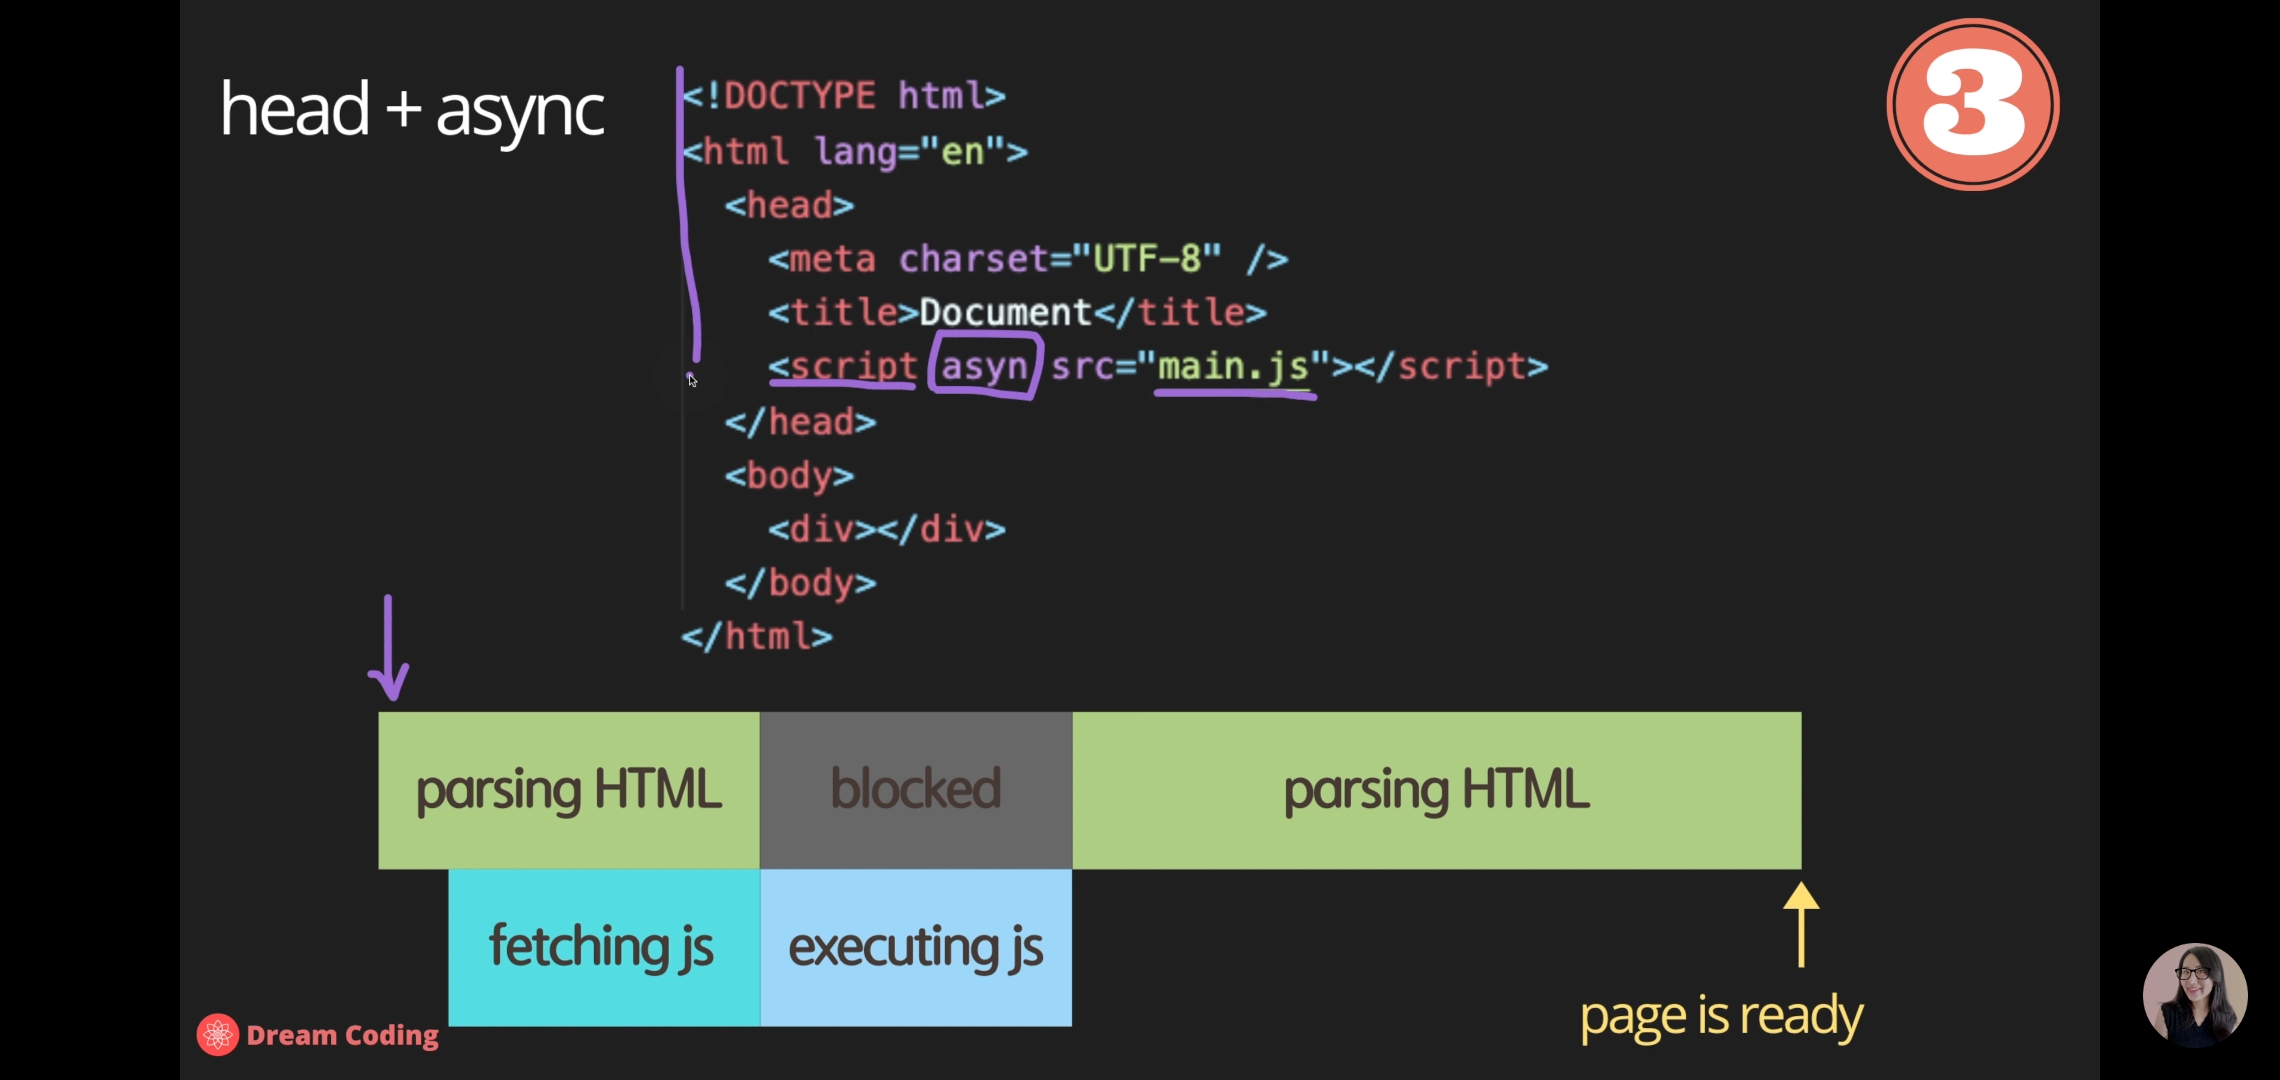 head + async
3
<!DOCTYPE html>
<html lang="en">
<head>
<meta charset="UTF-8" />
<title>Document</title>
<script asyn src="main.js"></script>
</head>
<body>
<div></div>
</body>
</html>
parsing HTML
blocked
parsing HTML
fetching js
executing js
page is ready
Dream Coding